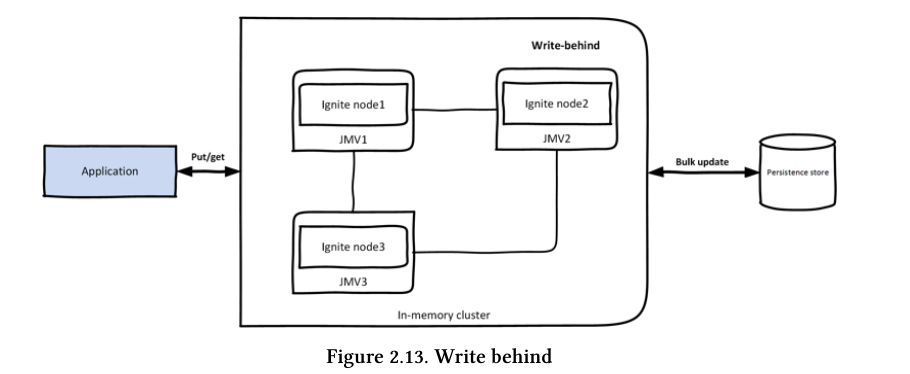 Write-behind
Ignite node1
JMV1
Ignite node2
JMV2
Put/get
Application
Bulk update
Persistence store
Ignite node3
JMV3
In-memory cluster
Figure 2.13. Write behind